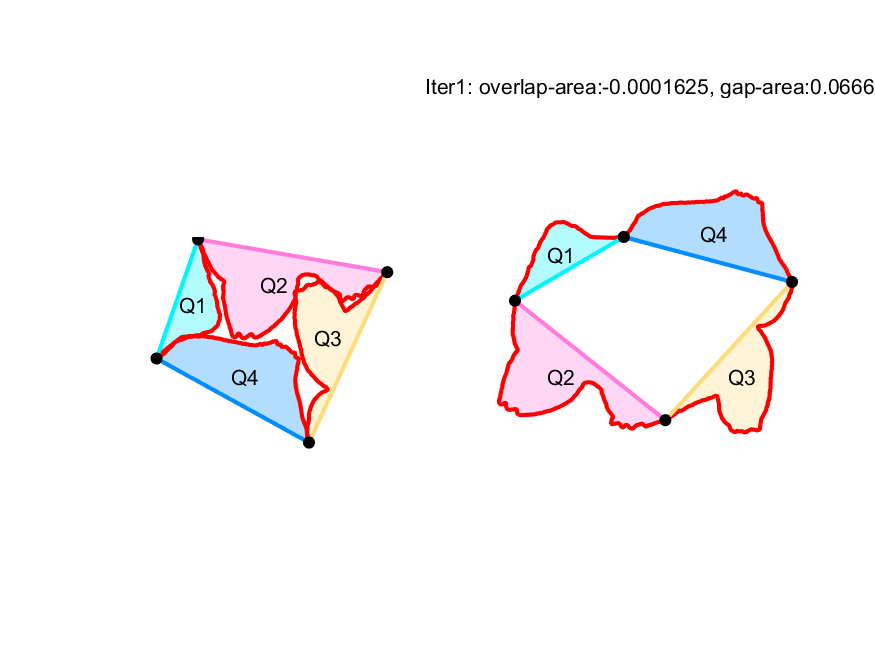 Iter1: overlap-area:-0.0001625, gap-area:0.0666
Q1
Q2
Q3
Q4
Q1
Q4
Q2
Q3